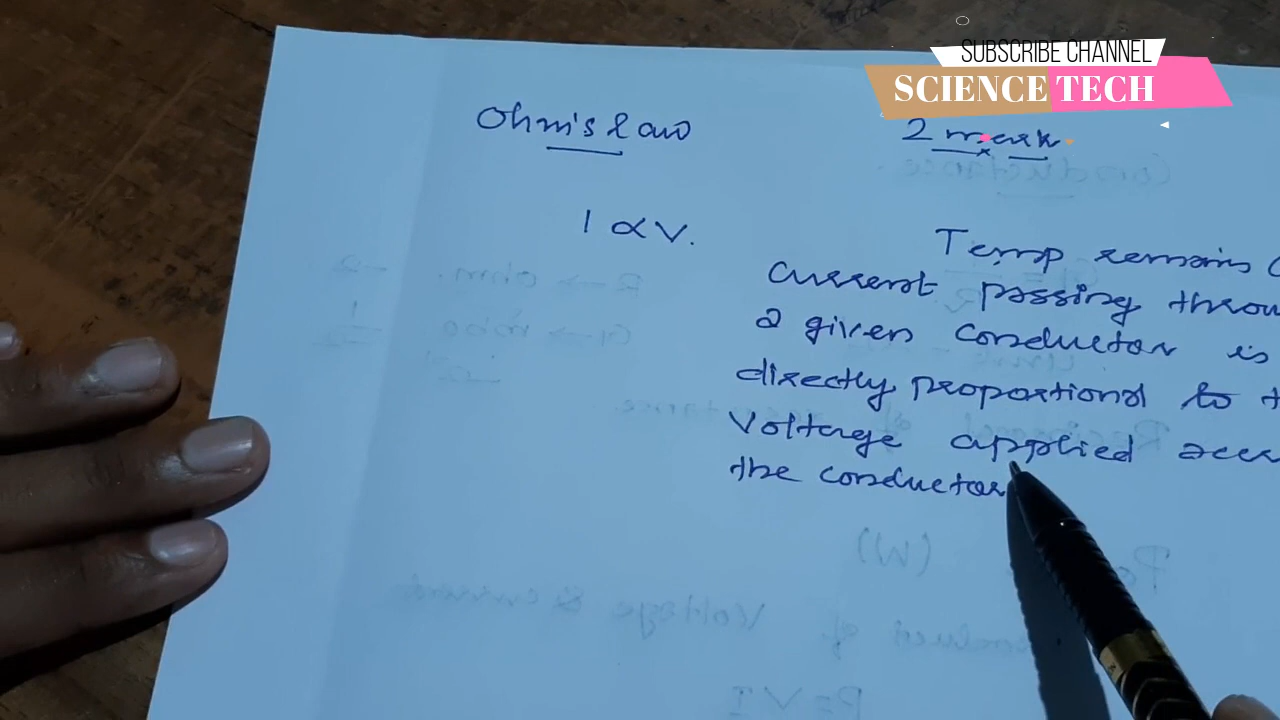 SUBSCRIBE CHANNEL
SCIENCE TECH
Ohm's Law
2 mark.
I ∝ V.
Temp remains
current passing throu
a given conductor is
directly proportional to t
Voltage applied
the conductor